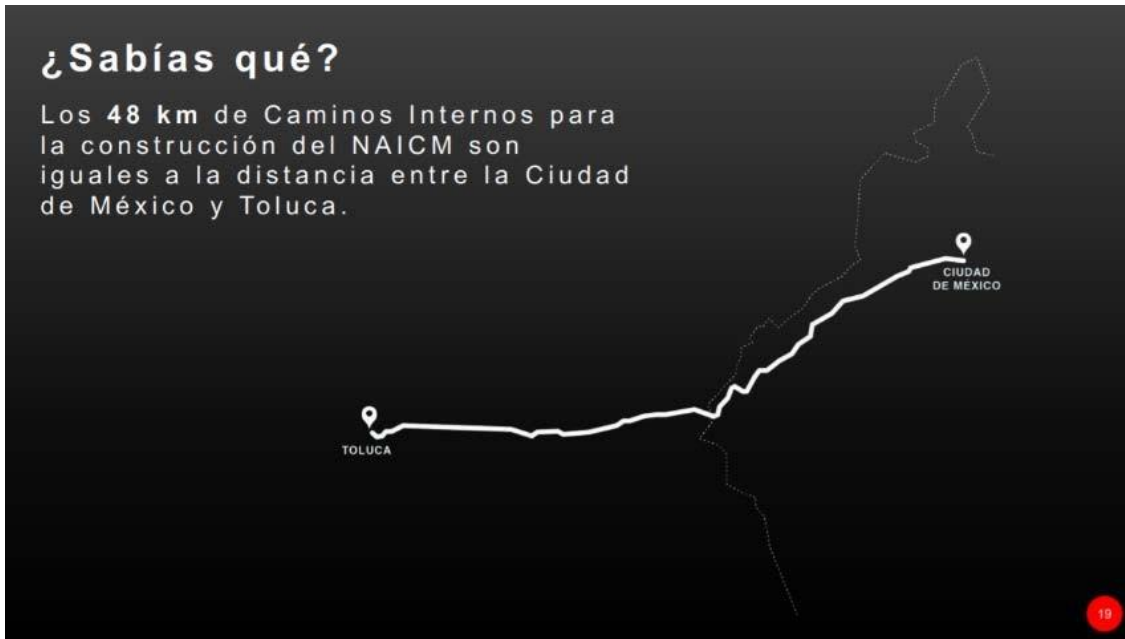 ¿Sabías qué?
Los 48 km de Caminos Internos para
la construcción del NAICM son
iguales a la distancia entre la Ciudad
de México y Toluca.
CIUDAD
DE MÉXICO
TOLUCA
19